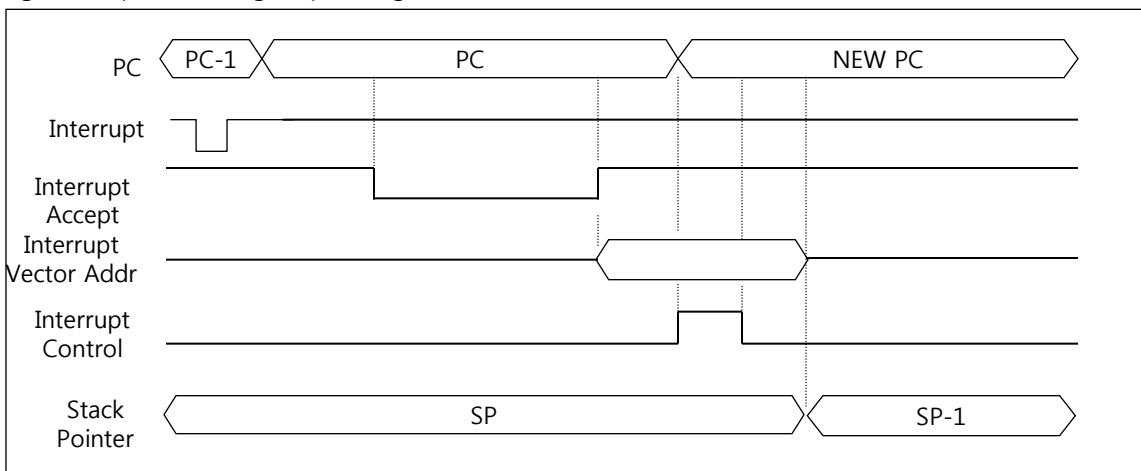 PC
PC-1
PC
NEW PC
Interrupt
Interrupt
Accept
Interrupt
Vector Addr
Interrupt
Control
Stack
Pointer
SP
SP-1